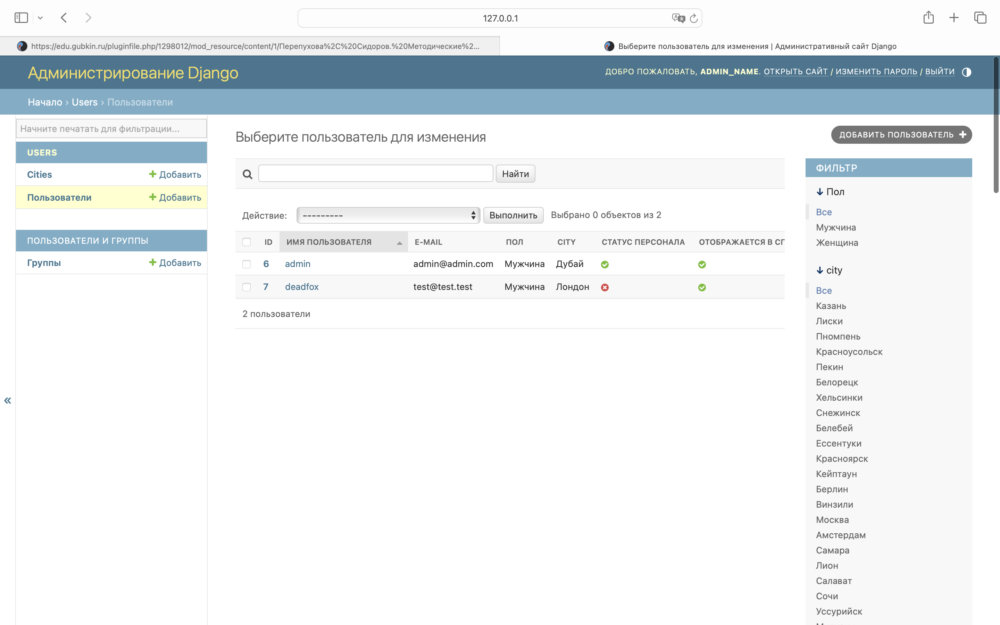 127.0.0.1
https://edu.gubkin.ru/pluginfile.php/1298012/mod_resource/content/1/Перепухова%2C%20Сидоров.%20Методические%2...
Выберите пользователь для изменения | Административный сайт Django
Администрирование Django
ДОБРО ПОЖАЛОВАТЬ, ADMIN_NAME. ОТКРЫТЬ САЙТ / ИЗМЕНИТЬ ПАРОЛЬ / ВЫЙТИ
Начало › Users › Пользователи
Начните печатать для фильтрации...
USERS
Cities
Добавить
Пользователи
Добавить
ПОЛЬЗОВАТЕЛИ И ГРУППЫ
Группы
Добавить
«
Выберите пользователь для изменения
ДОБАВИТЬ ПОЛЬЗОВАТЕЛЬ +
Найти
Действие: --------- Выполнить Выбрано 0 объектов из 2
ID ИМЯ ПОЛЬЗОВАТЕЛЯ E-MAIL ПОЛ CITY СТАТУС ПЕРСОНАЛА ОТОБРАЖАЕТСЯ В
6 admin admin@admin.com Мужчина Дубай
7 deadfox test@test.test Мужчина Лондон
2 пользователи
ФИЛЬТР
↓ Пол
Все
Мужчина
Женщина
↓ city
Все
Казань
Лиски
Пномпень
Красноусольск
Пекин
Белорецк
Хельсинки
Снежинск
Белебей
Ессентуки
Красноярск
Кейптаун
Берлин
Винзили
Москва
Амстердам
Самара
Лион
Салават
Сочи
Уссурийск